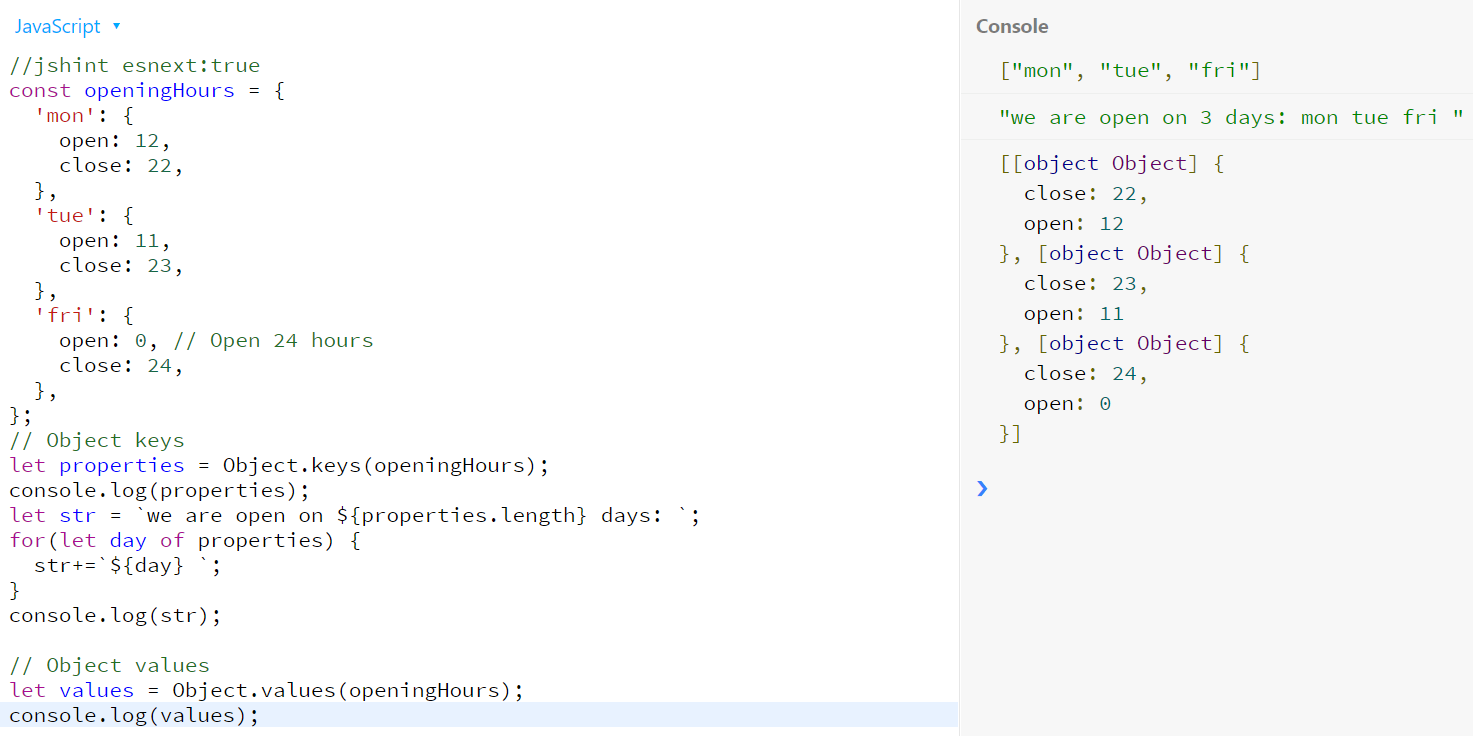 JavaScript ▾
//jshint esnext:true
const openingHours = {
  'mon': {
    open: 12,
    close: 22,
  },
  'tue': {
    open: 11,
    close: 23,
  },
  'fri': {
    open: 0, // Open 24 hours
    close: 24,
  },
};
// Object keys
let properties = Object.keys(openingHours);
console.log(properties);
let str = `we are open on ${properties.length} days: `;
for(let day of properties) {
  str+=`${day} `;
}
console.log(str);

// Object values
let values = Object.values(openingHours);
console.log(values);
Console
["mon", "tue", "fri"]
"we are open on 3 days: mon tue fri "
[[object Object] {
  close: 22,
  open: 12
}, [object Object] {
  close: 23,
  open: 11
}, [object Object] {
  close: 24,
  open: 0
}]
❯